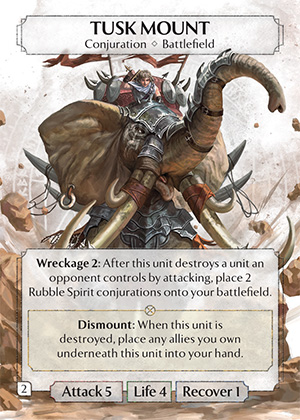 TUSK MOUNT
Conjuration ⟐ Battlefield
Wreckage 2: After this unit destroys a unit an
opponent controls by attacking, place 2
Rubble Spirit conjurations onto your battlefield.
Dismount: When this unit is
destroyed, place any allies you own
underneath this unit into your hand.
2
Attack 5 Life 4 Recover 1